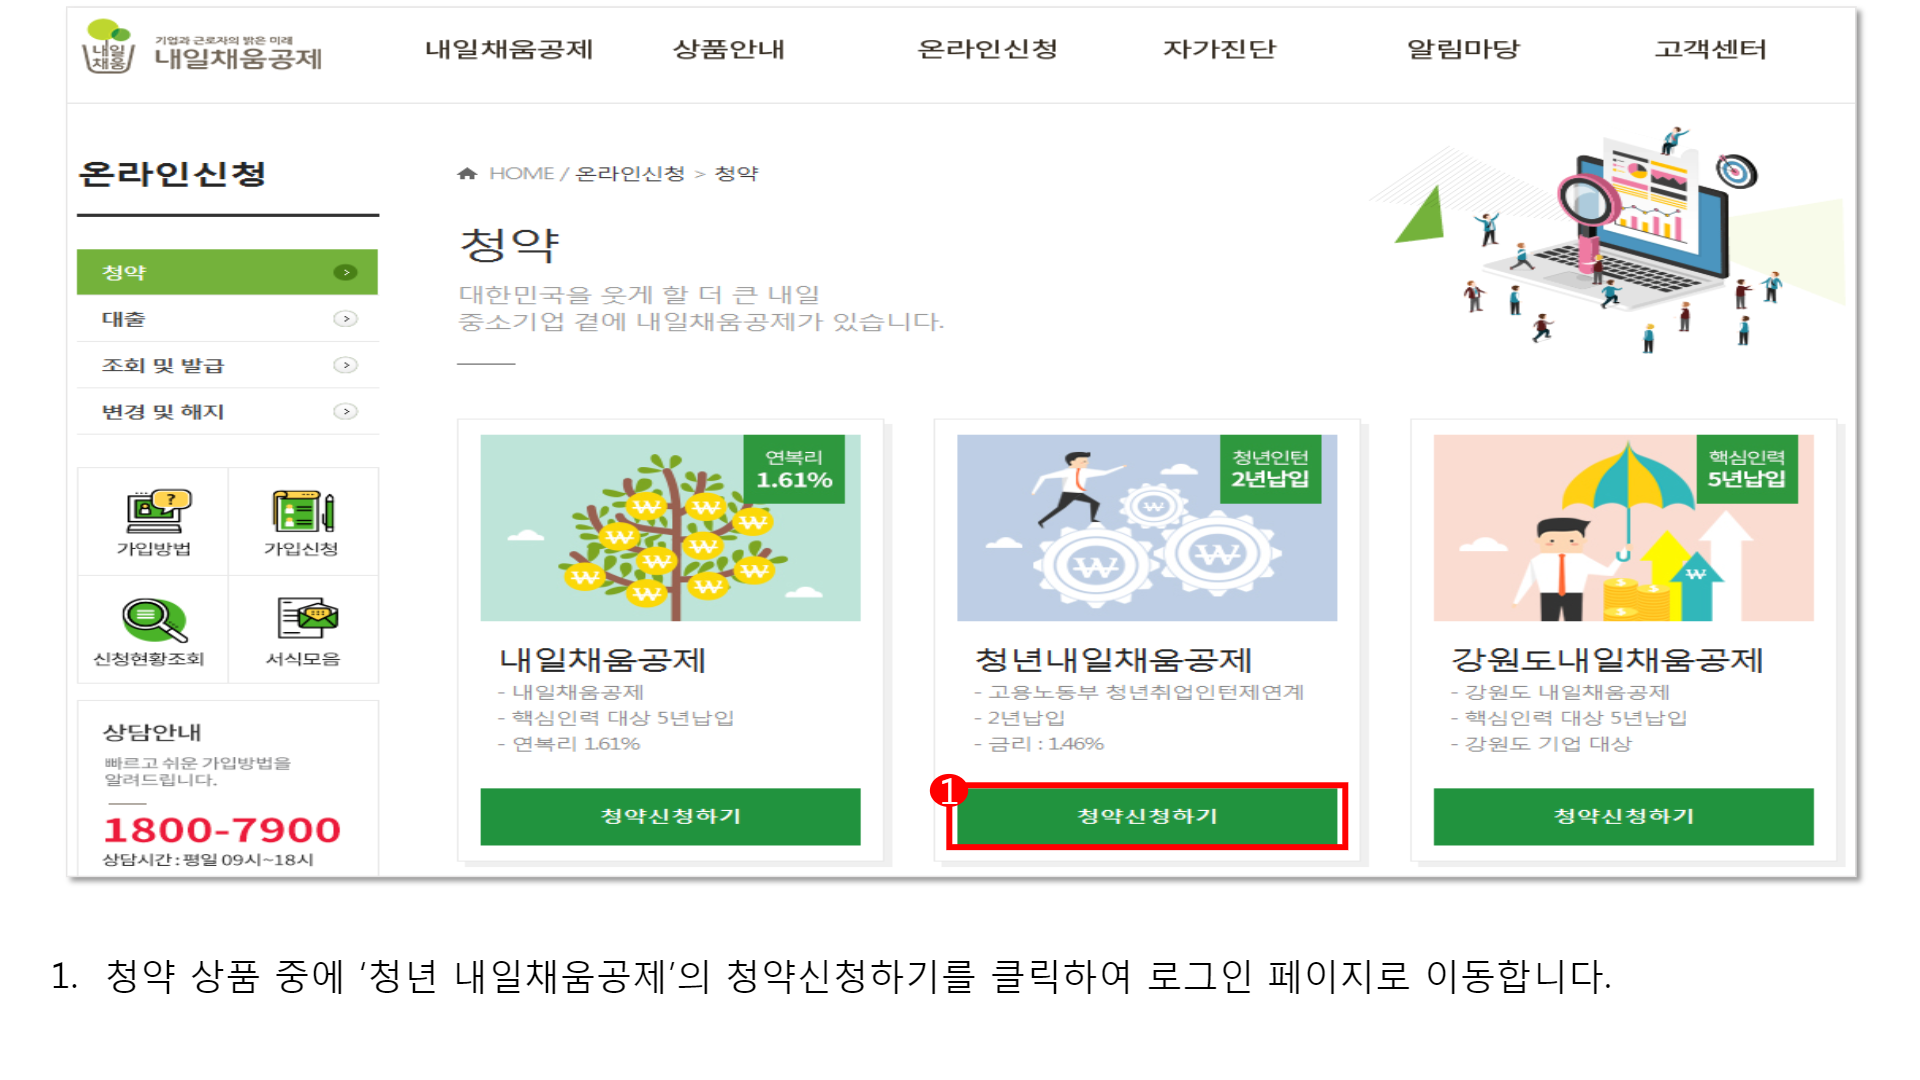 내일
채움
기업과 근로자의 밝은 미래
내일채움공제
내일채움공제 상품안내 온라인신청 자가진단 알림마당 고객센터
온라인신청
청약
대출
조회 및 발급
변경 및 해지
가입방법 가입신청
신청현황조회 서식모음
상담안내
빠르고 쉬운 가입방법을
알려드립니다.
1800-7900
상담시간 : 평일 09시~18시
HOME / 온라인신청 > 청약
청약
대한민국을 웃게 할 더 큰 내일
중소기업 곁에 내일채움공제가 있습니다.
연복리
1.61%
내일채움공제
- 내일채움공제
- 핵심인력 대상 5년납입
- 연복리 1.61%
청약신청하기
청년인턴
2년납입
청년내일채움공제
- 고용노동부 청년취업인턴제연계
- 2년납입
- 금리 : 1.46%
1
청약신청하기
핵심인력
5년납입
강원도내일채움공제
- 강원도 내일채움공제
- 핵심인력 대상 5년납입
- 강원도 기업 대상
청약신청하기
1. 청약 상품 중에 ‘청년 내일채움공제’의 청약신청하기를 클릭하여 로그인 페이지로 이동합니다.